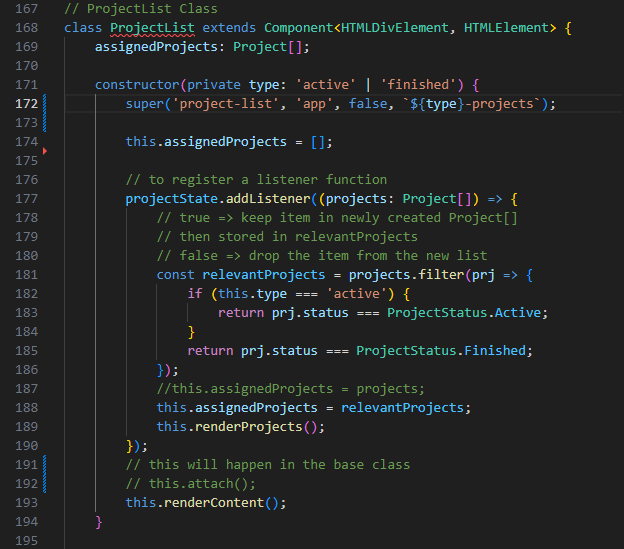 167 // ProjectList Class
168 class ProjectList extends Component<HTMLDivElement, HTMLElement> {
169     assignedProjects: Project[];
170
171     constructor(private type: 'active' | 'finished') {
172         super('project-list', 'app', false, `${type}-projects`);
173
174         this.assignedProjects = [];
175
176         // to register a listener function
177         projectState.addListener((projects: Project[]) => {
178             // true => keep item in newly created Project[]
179             // then stored in relevantProjects
180             // false => drop the item from the new list
181             const relevantProjects = projects.filter(prj => {
182                 if (this.type === 'active') {
183                     return prj.status === ProjectStatus.Active;
184                 }
185                 return prj.status === ProjectStatus.Finished;
186             });
187             //this.assignedProjects = projects;
188             this.assignedProjects = relevantProjects;
189             this.renderProjects();
190         });
191         // this will happen in the base class
192         // this.attach();
193         this.renderContent();
194     }
195